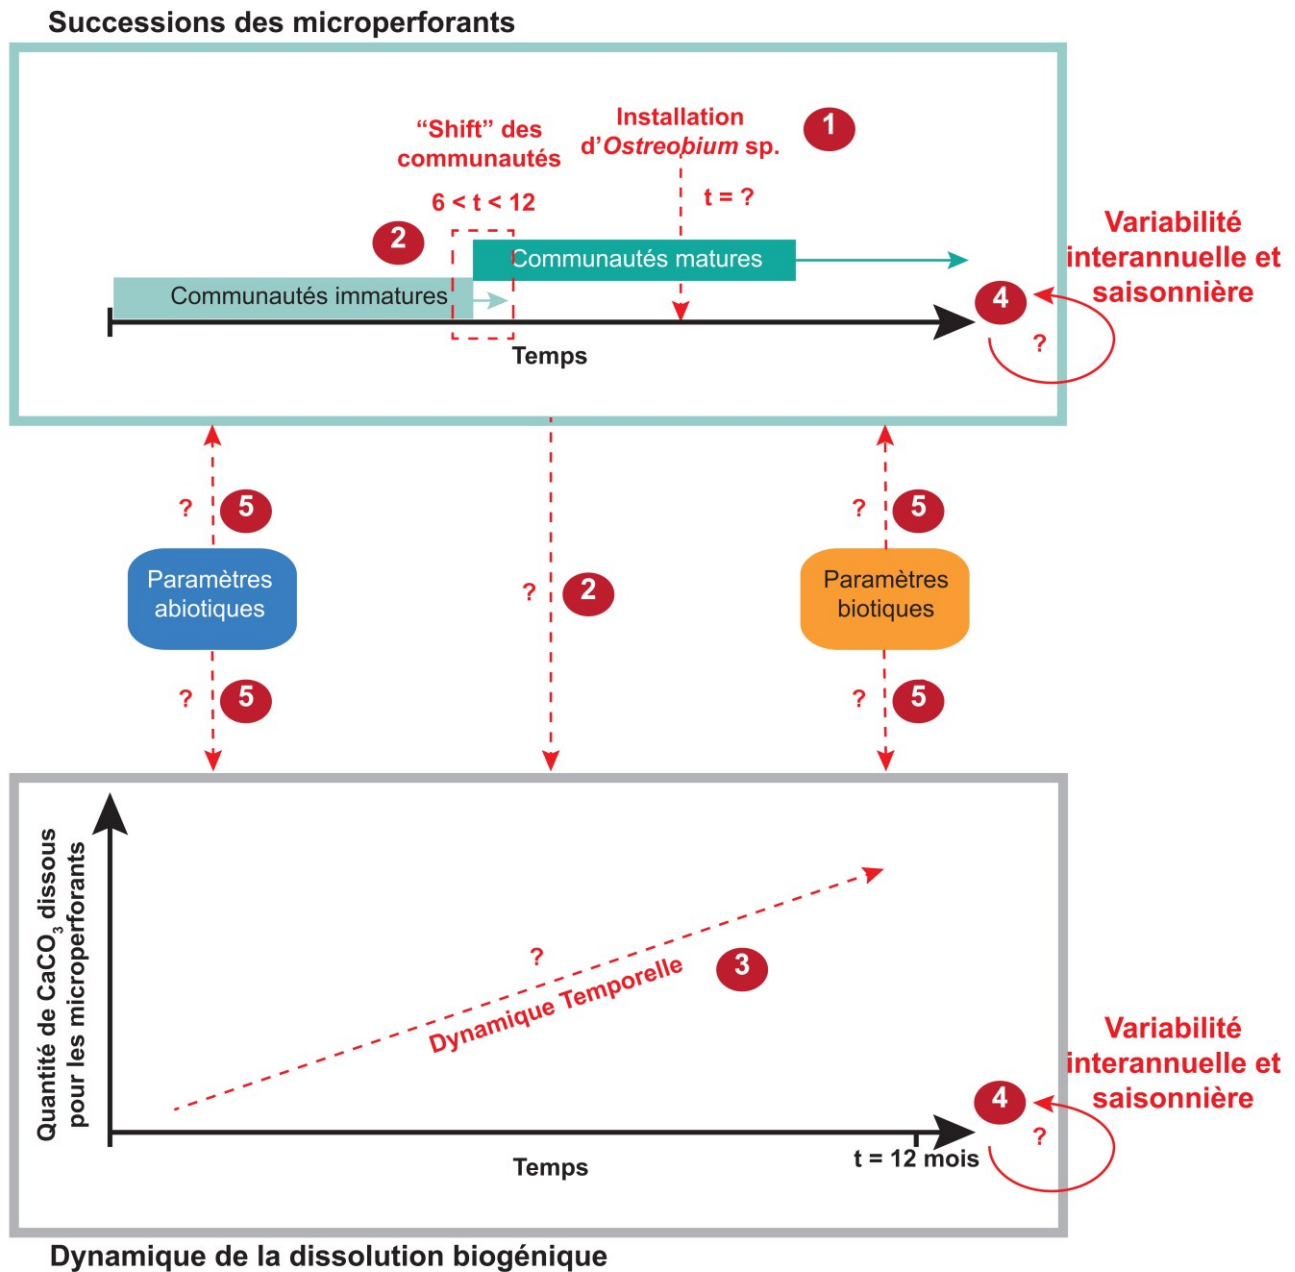 Successions des microperforants
“Shift” des
communautés
6 < t < 12
Installation
d’Ostreobium sp.
1
t = ?
2
Communautés matures
Communautés immatures
Temps
Variabilité
interannuelle et
saisonnière
4
?
?
5
?
5
Paramètres
abiotiques
?
2
Paramètres
biotiques
?
5
?
5
Quantité de CaCO₃ dissous
pour les microperforants
?
Dynamique Temporelle
3
Variabilité
interannuelle et
saisonnière
4
?
t = 12 mois
Temps
Dynamique de la dissolution biogénique